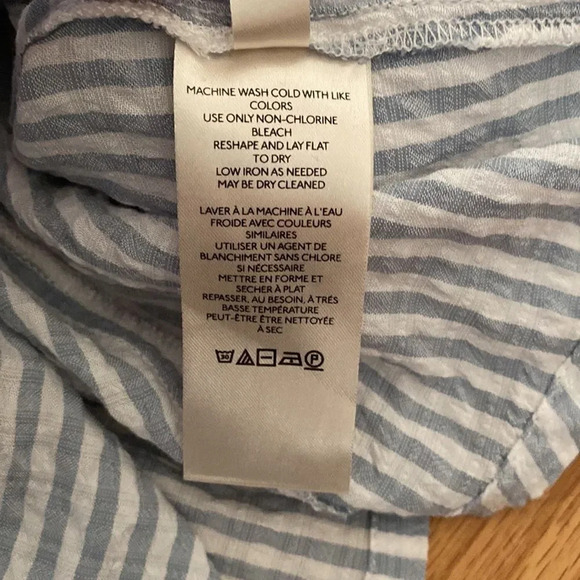 MACHINE WASH COLD WITH LIKE
COLORS
USE ONLY NON-CHLORINE
BLEACH
RESHAPE AND LAY FLAT
TO DRY
LOW IRON AS NEEDED
MAY BE DRY CLEANED
LAVER À LA MACHINE À L'EAU
FROIDE AVEC COULEURS
SIMILAIRES
UTILISER UN AGENT DE
BLANCHIMENT SANS CHLORE
SI NÉCESSAIRE
METTRE EN FORME ET
SECHER À PLAT
REPASSER, AU BESOIN, À TRÉS
BASSE TEMPÉRATURE
PEUT-ÊTRE ÊTRE NETTOYÉE
À SEC
30 P